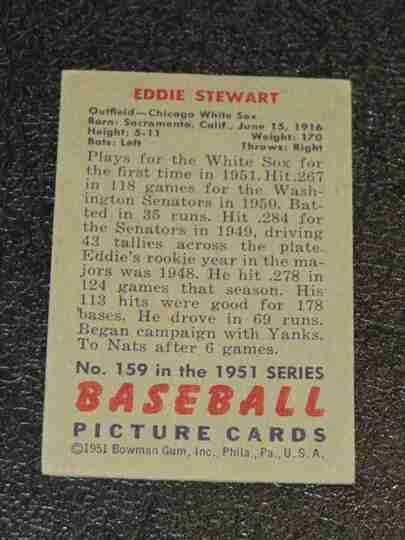 EDDIE STEWART
Outfield—Chicago White Sox
Born: Sacramento, Calif., June 15, 1916
Height: 5-11 Weight: 170
Bats: Left Throws: Right
Plays for the White Sox for
the first time in 1951. Hit .267
in 118 games for the Wash-
ington Senators in 1950. Bat-
ted in 35 runs. Hit .284 for
the Senators in 1949, driving
43 tallies across the plate.
Eddie's rookie year in the ma-
jors was 1948. He hit .278 in
124 games that season. His
113 hits were good for 178
bases. He drove in 69 runs.
Began campaign with Yanks.
To Nats after 6 games.
No. 159 in the 1951 SERIES
BASEBALL
PICTURE CARDS
©1951 Bowman Gum, Inc., Phila., Pa., U.S.A.